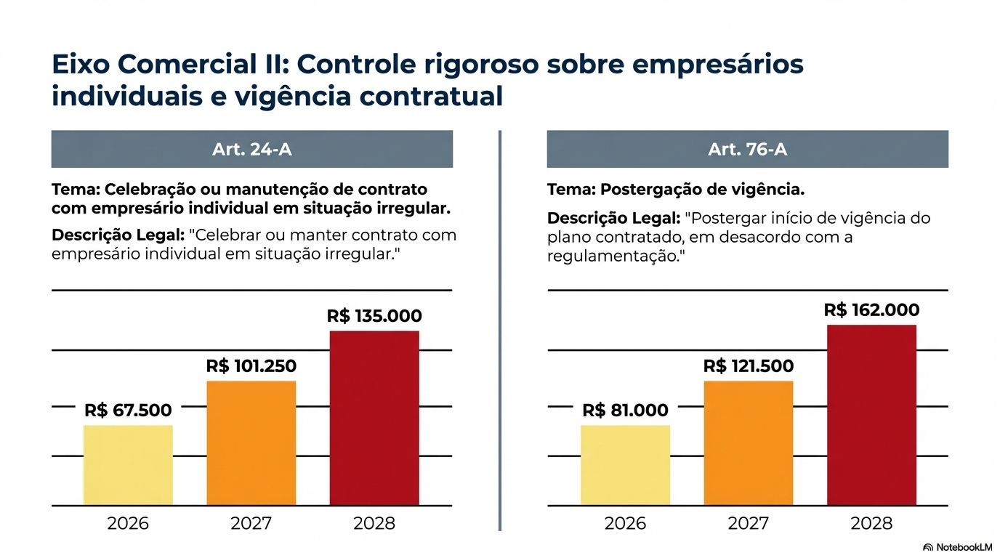 Eixo Comercial II: Controle rigoroso sobre empresários
individuais e vigência contratual
Art. 24-A
Tema: Celebração ou manutenção de contrato
com empresário individual em situação irregular.
Descrição Legal: "Celebrar ou manter contrato com
empresário individual em situação irregular."
R$ 67.500
R$ 101.250
R$ 135.000
2026
2027
2028
Art. 76-A
Tema: Postergação de vigência.
Descrição Legal: "Postergar início de vigência do
plano contratado, em desacordo com a
regulamentação."
R$ 81.000
R$ 121.500
R$ 162.000
2026
2027
2028
NotebookLM